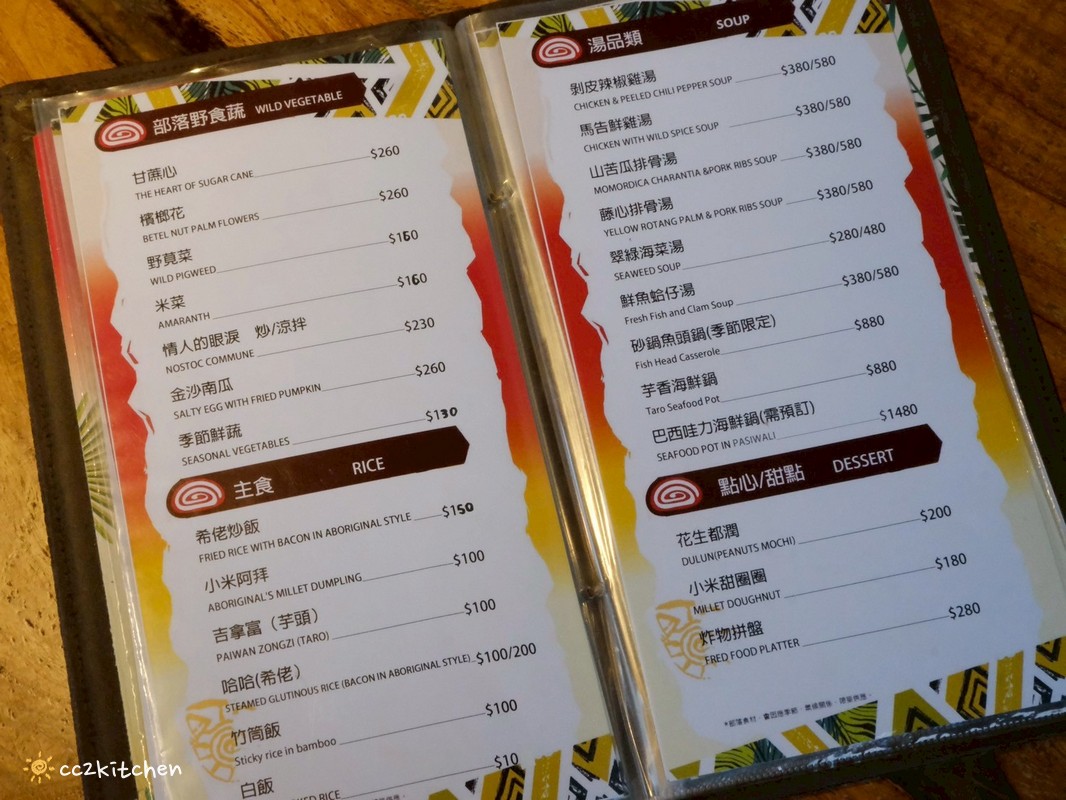 部落野食蔬 WILD VEGETABLE
甘蔗心
THE HEART OF SUGAR CANE $260
檳榔花
BETEL NUT PALM FLOWERS $260
野莧菜
WILD PIGWEED $160
米菜
AMARANTH $160
情人的眼淚 炒/涼拌
NOSTOC COMMUNE $230
金沙南瓜
SALTY EGG WITH FRIED PUMPKIN $260
季節鮮蔬
SEASONAL VEGETABLES $130
主食 RICE
希佬炒飯
FRIED RICE WITH BACON IN ABORIGINAL STYLE $150
小米阿拜
ABORIGINAL'S MILLET DUMPLING $100
吉拿富（芋頭）
PAIWAN ZONGZI (TARO) $100
哈哈(希佬)
STEAMED GLUTINOUS RICE (BACON IN ABORIGINAL STYLE) $100/200
竹筒飯
Sticky rice in bamboo $100
白飯
RICE $10
湯品類 SOUP
剝皮辣椒雞湯
CHICKEN & PEELED CHILI PEPPER SOUP $380/580
馬告鮮雞湯
CHICKEN WITH WILD SPICE SOUP $380/580
山苦瓜排骨湯
MOMORDICA CHARANTIA &PORK RIBS SOUP $380/580
藤心排骨湯
YELLOW ROTANG PALM & PORK RIBS SOUP $380/580
翠綠海菜湯
SEAWEED SOUP $280/480
鮮魚蛤仔湯
Fresh Fish and Clam Soup $380/580
砂鍋魚頭鍋(季節限定)
Fish Head Casserole $880
芋香海鮮鍋
Taro Seafood Pot $880
巴西哇力海鮮鍋(需預訂)
SEAFOOD POT IN PASIWALI $1480
點心/甜點 DESSERT
花生都潤
DULUN(PEANUTS MOCHI) $200
小米甜圈圈
MILLET DOUGHNUT $180
炸物拼盤
FRED FOOD PLATTER $280
cc2kitchen